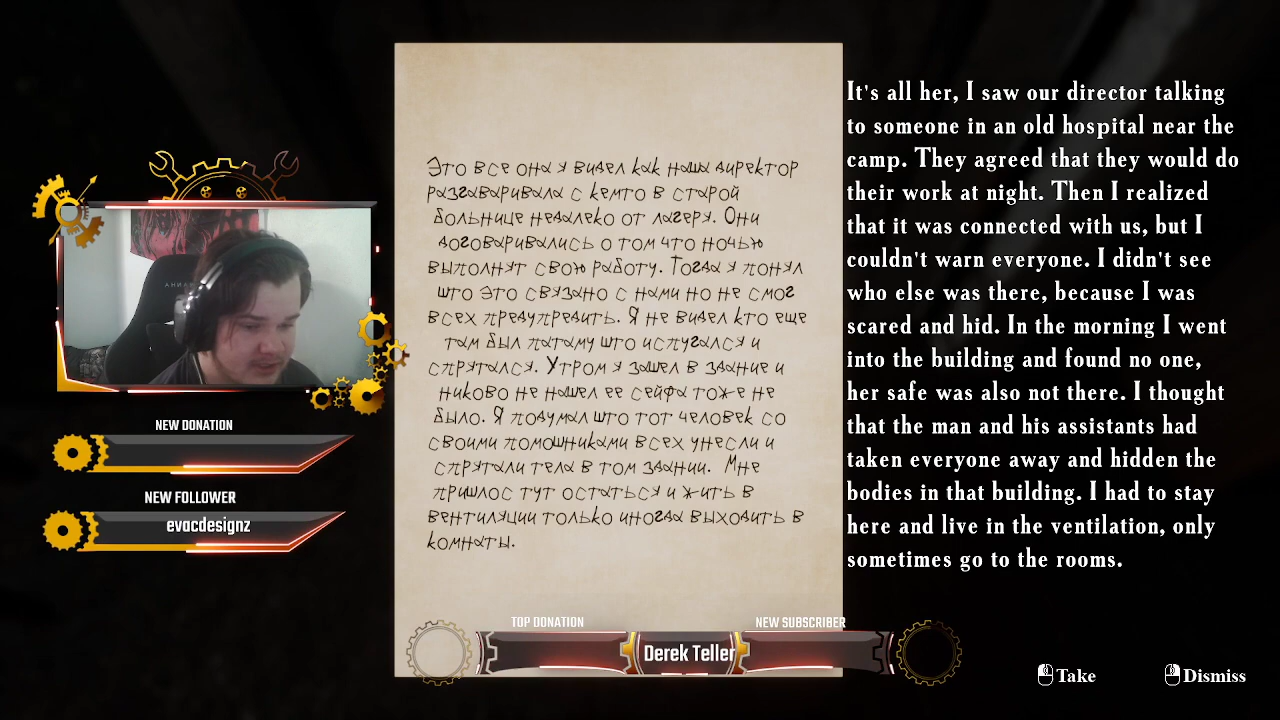 Это все она я видел как наша директор
разгаваривала с кемто в старой
больнице недалеко от лагеря. Они
договаривались о том что ночью
выполнят свою работу. Тогда я понял
што это связано с нами но не смог
всех предупредить. Я не видел кто еще
там был патаму што испугался и
спрятался. Утром я зашел в здание и
никово не нашел ее сейфа тоже не
было. Я подумал што тот человек со
своими помошниками всех унесли и
спрятали тела в том здании. Мне
пришлос тут остаться и жить в
вентиляции только иногда выходить в
комнаты.
It's all her, I saw our director talking
to someone in an old hospital near the
camp. They agreed that they would do
their work at night. Then I realized
that it was connected with us, but I
couldn't warn everyone. I didn't see
who else was there, because I was
scared and hid. In the morning I went
into the building and found no one,
her safe was also not there. I thought
that the man and his assistants had
taken everyone away and hidden the
bodies in that building. I had to stay
here and live in the ventilation, only
sometimes go to the rooms.
NEW DONATION
NEW FOLLOWER
evacdesignz
TOP DONATION
NEW SUBSCRIBER
Derek Teller
Take
Dismiss